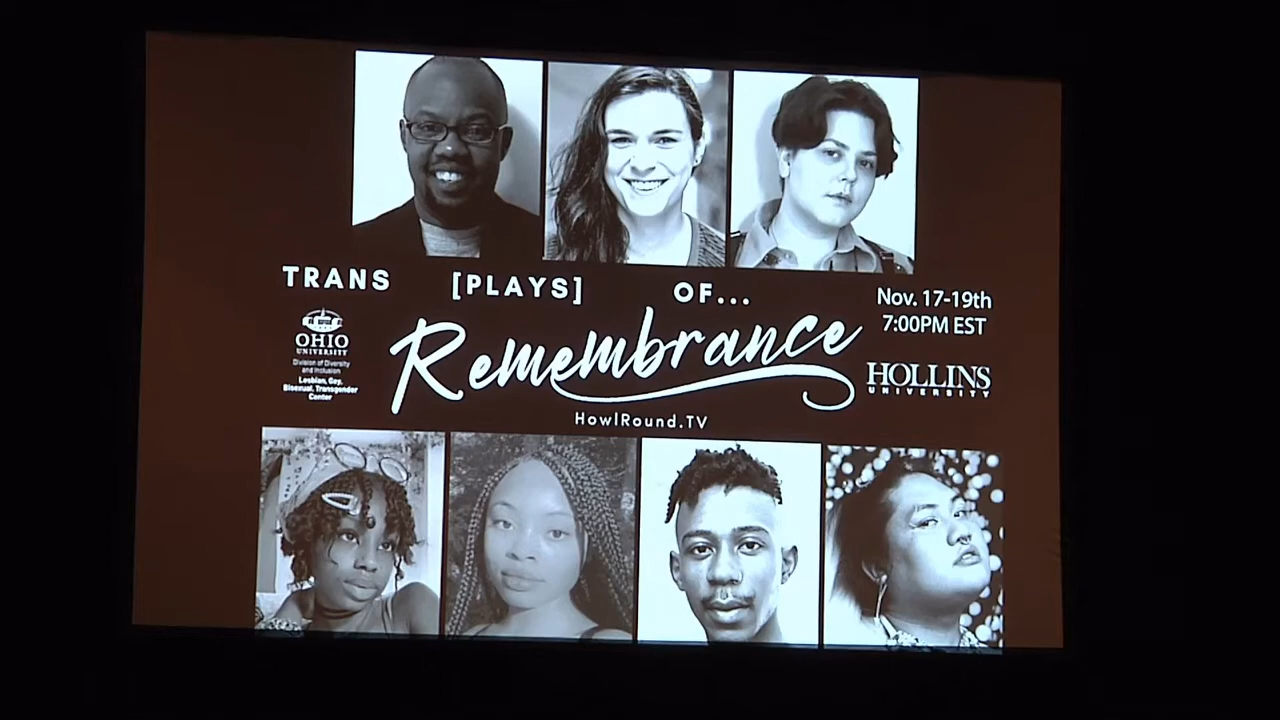 TRANS [PLAYS] OF...
Remembrance
HowlRound.TV
OHIO
UNIVERSITY
Division of Diversity
and Inclusion
Lesbian, Gay,
Bisexual, Transgender
Center
Nov. 17-19th
7:00PM EST
HOLLINS
UNIVERSITY